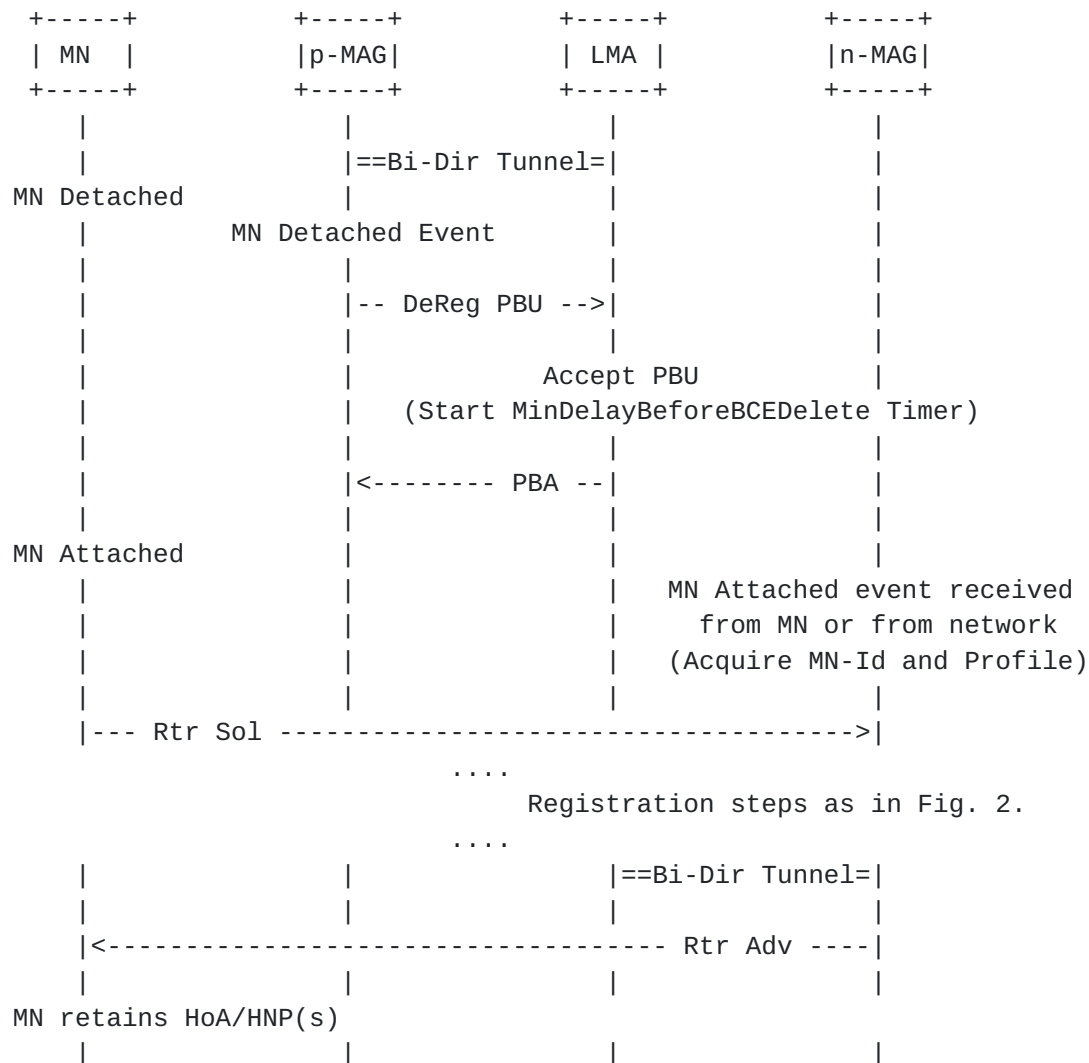 +-----+          +-----+          +-----+          +-----+
| MN  |          |p-MAG|          | LMA |          |n-MAG|
+-----+          +-----+          +-----+          +-----+
|                |                |                |
|                |==Bi-Dir Tunnel=|                |
MN Detached          |                |                |
|         MN Detached Event       |                |
|                |                |                |
|                |-- DeReg PBU -->|                |
|                |                |                |
|                |            Accept PBU           |
|                |   (Start MinDelayBeforeBCEDelete Timer)
|                |                |                |
|                |<-------- PBA --|                |
|                |                |                |
MN Attached          |                |                |
|                |                |   MN Attached event received
|                |                |     from MN or from network
|                |                |   (Acquire MN-Id and Profile)
|                |                |                |
|--- Rtr Sol ------------------------------------->|
....
Registration steps as in Fig. 2.
....
|                |                |==Bi-Dir Tunnel=|
|                |                |                |
|<------------------------------------ Rtr Adv ----|
|                |                |                |
MN retains HoA/HNP(s)
|                |                |                |